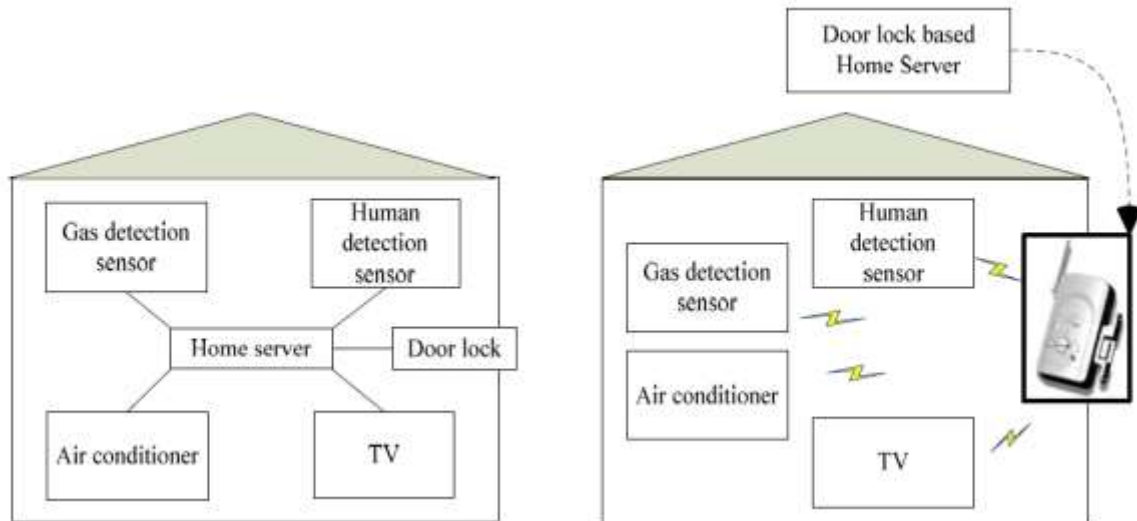 Door lock based
Home Server
Gas detection
sensor
Human
detection
sensor
Home server
Door lock
Air conditioner
TV
Human
detection
sensor
Gas detection
sensor
Air conditioner
TV